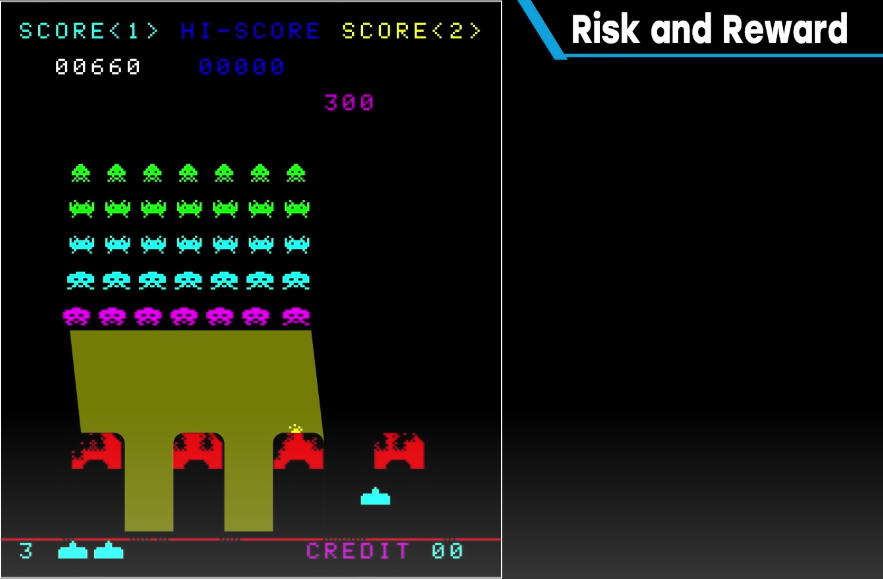 SCORE<1> HI-SCORE SCORE<2>
00660 00000
300
3 CREDIT 00
Risk and Reward